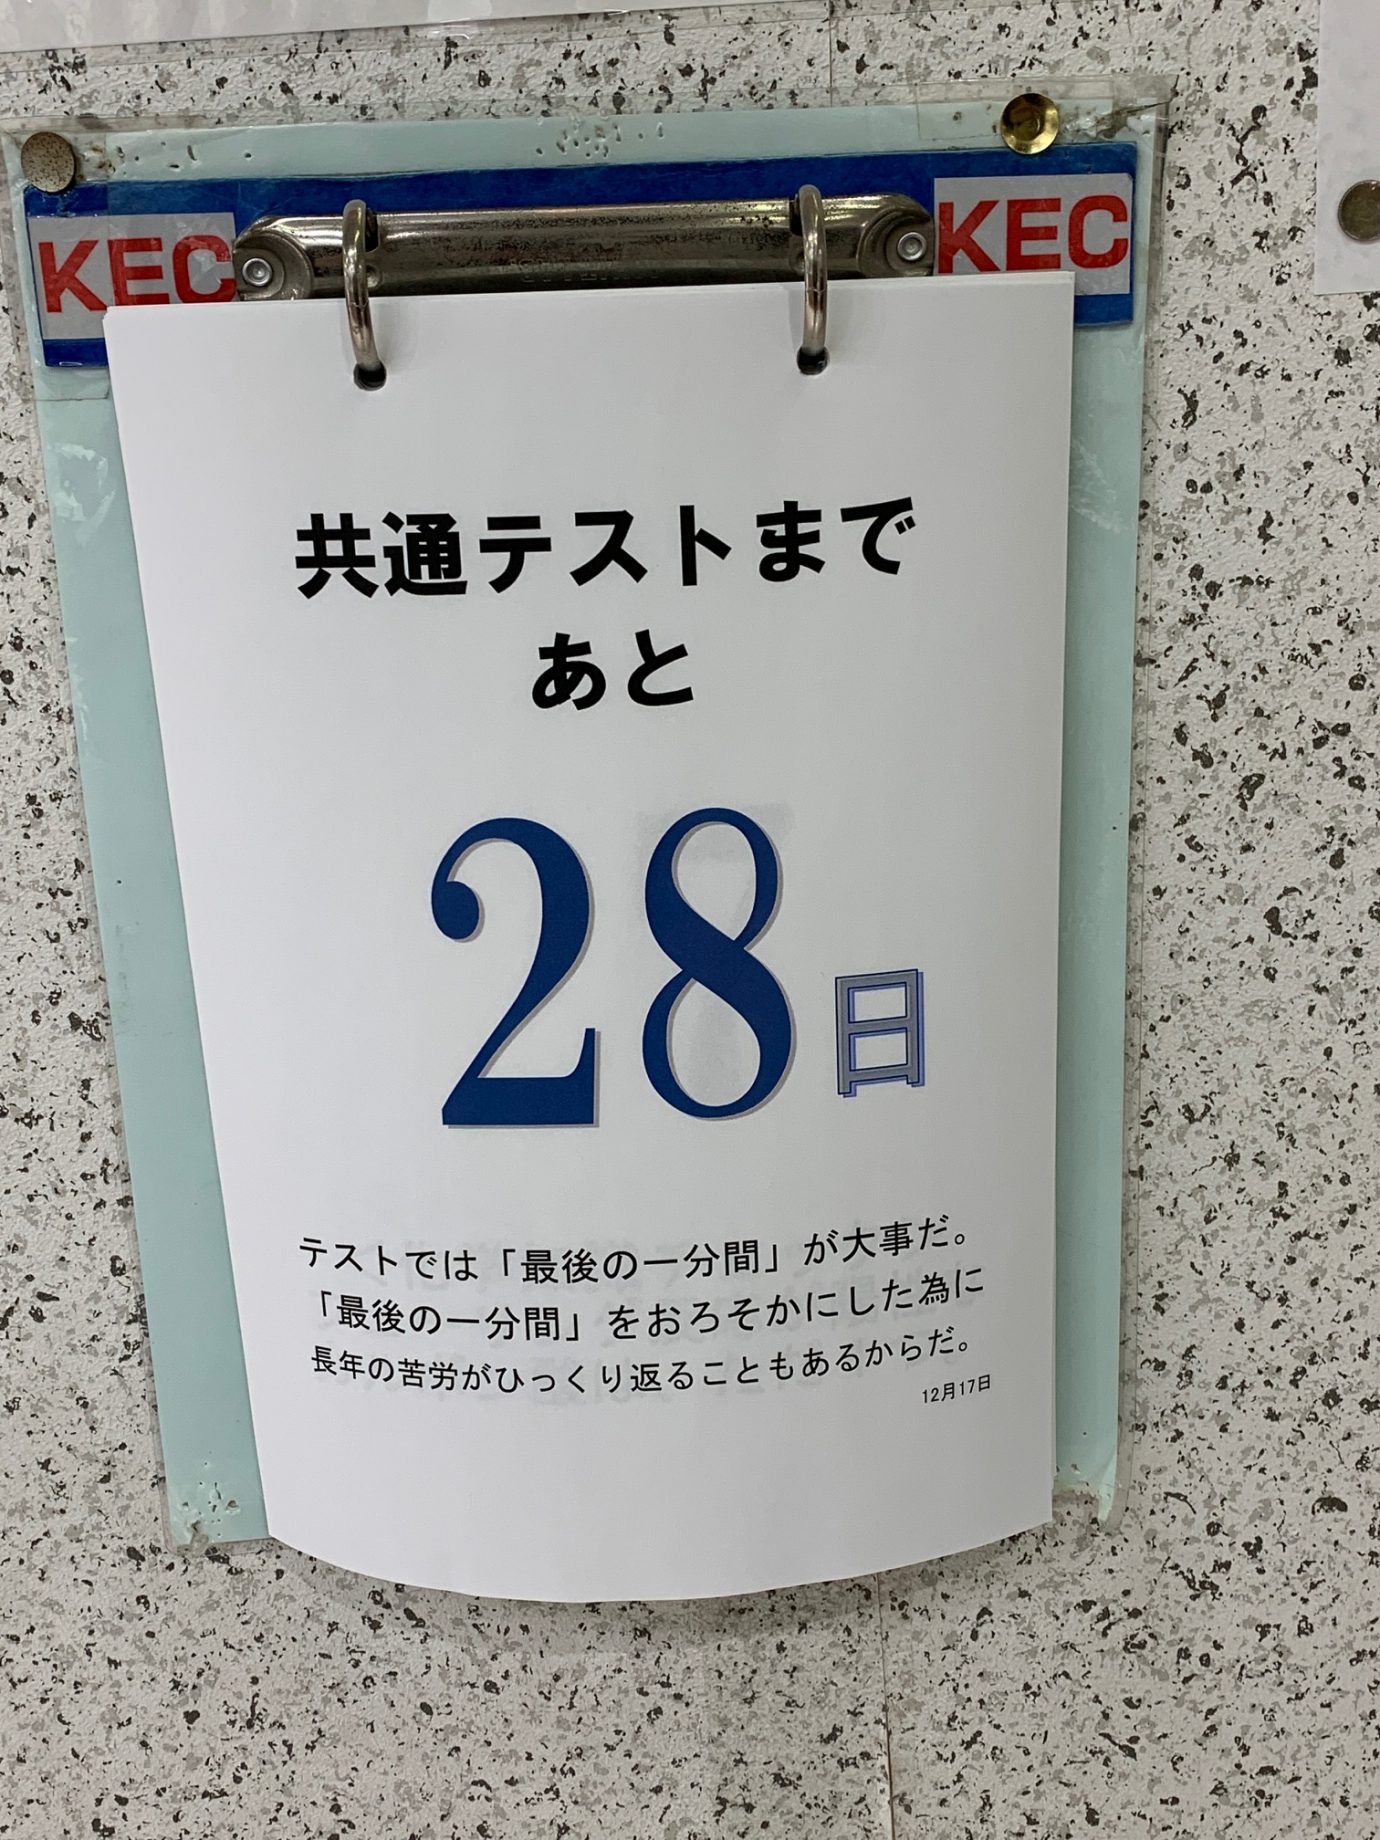 KEC
KEC
共通テストまで
あと
28日
テストでは「最後の一分間」が大事だ。
「最後の一分間」をおろそかにした為に
長年の苦労がひっくり返ることもあるからだ。
12月17日